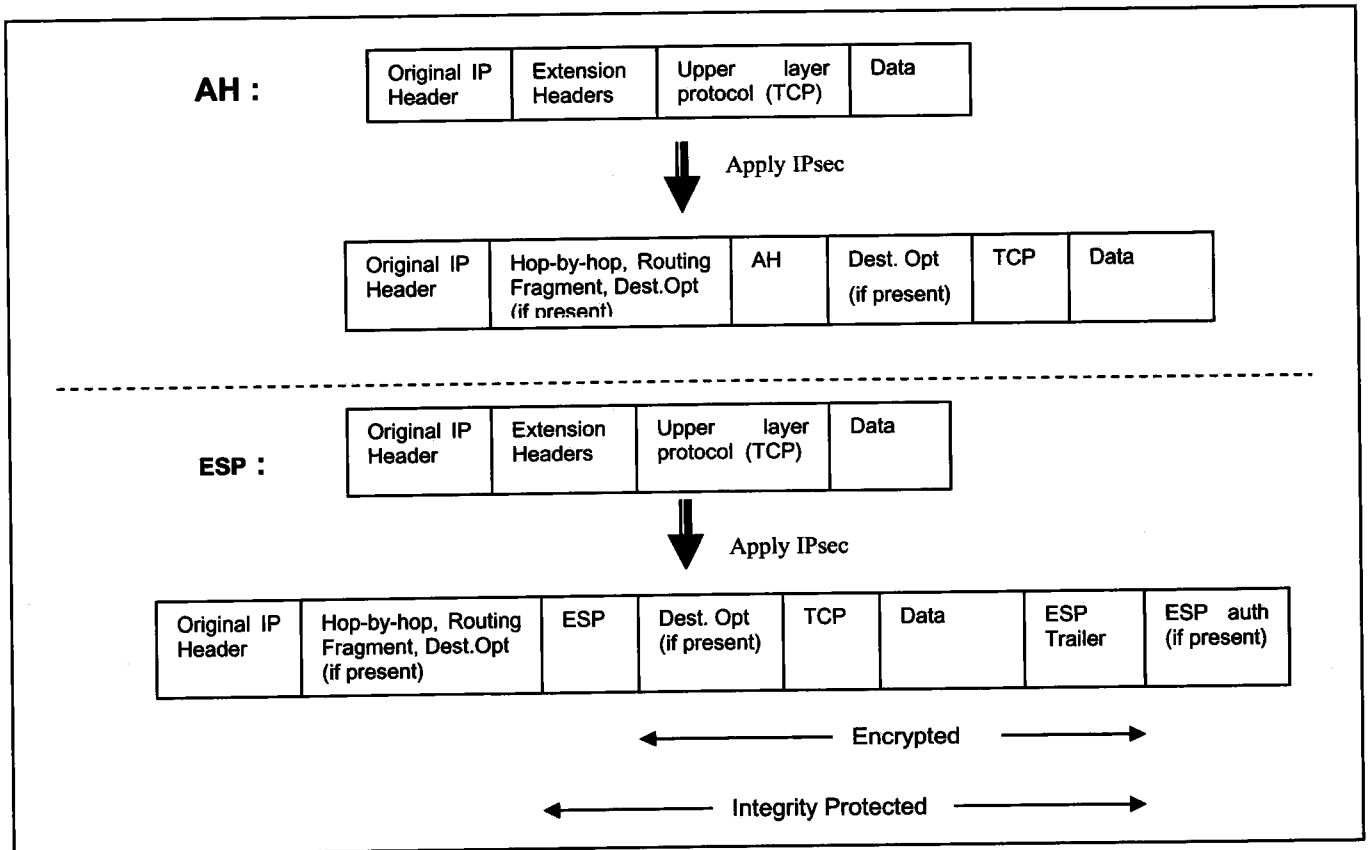 AH :
Original IP
Header
Extension
Headers
Upper layer
protocol (TCP)
Data
Apply IPsec
Original IP
Header
Hop-by-hop, Routing
Fragment, Dest.Opt
(if present)
AH
Dest. Opt
(if present)
TCP
Data
ESP :
Original IP
Header
Extension
Headers
Upper layer
protocol (TCP)
Data
Apply IPsec
Original IP
Header
Hop-by-hop, Routing
Fragment, Dest.Opt
(if present)
ESP
Dest. Opt
(if present)
TCP
Data
ESP
Trailer
ESP auth
(if present)
Encrypted
Integrity Protected